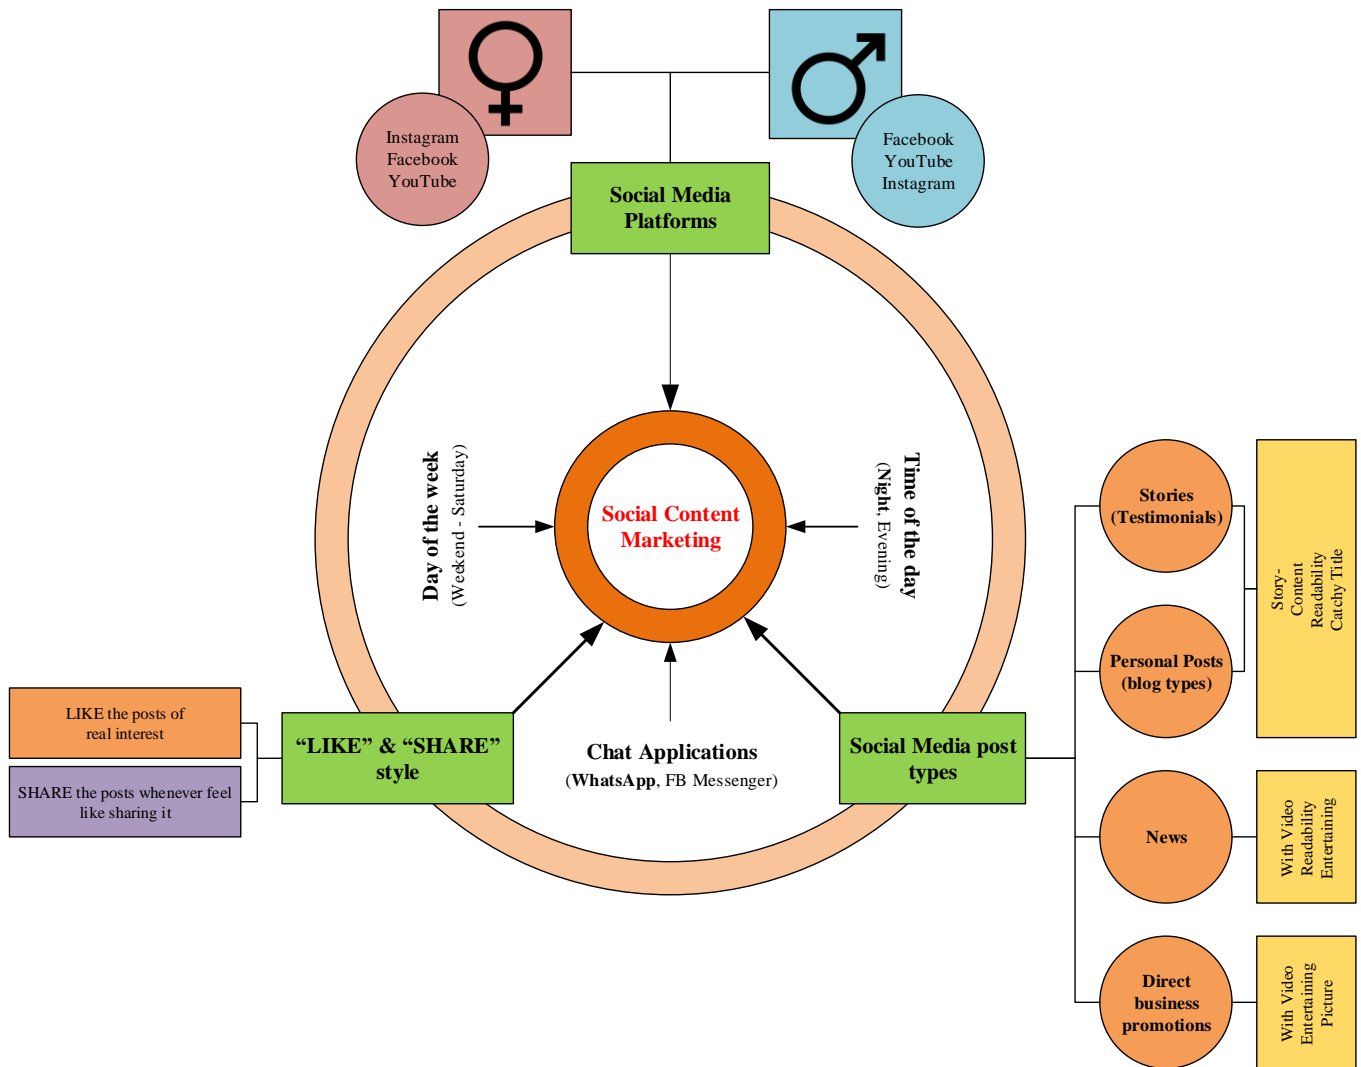 Instagram
Facebook
YouTube
Facebook
YouTube
Instagram
Social Media
Platforms
Day of the week
(Weekend - Saturday)
Social Content
Marketing
Time of the day
(Night, Evening)
Chat Applications
(WhatsApp, FB Messenger)
“LIKE” & “SHARE”
style
LIKE the posts of
real interest
SHARE the posts whenever feel
like sharing it
Social Media post
types
Stories
(Testimonials)
Personal Posts
(blog types)
Story-
Content
Readability
Catchy Title
News
With Video
Readability
Entertaining
Direct
business
promotions
With Video
Entertaining
Picture